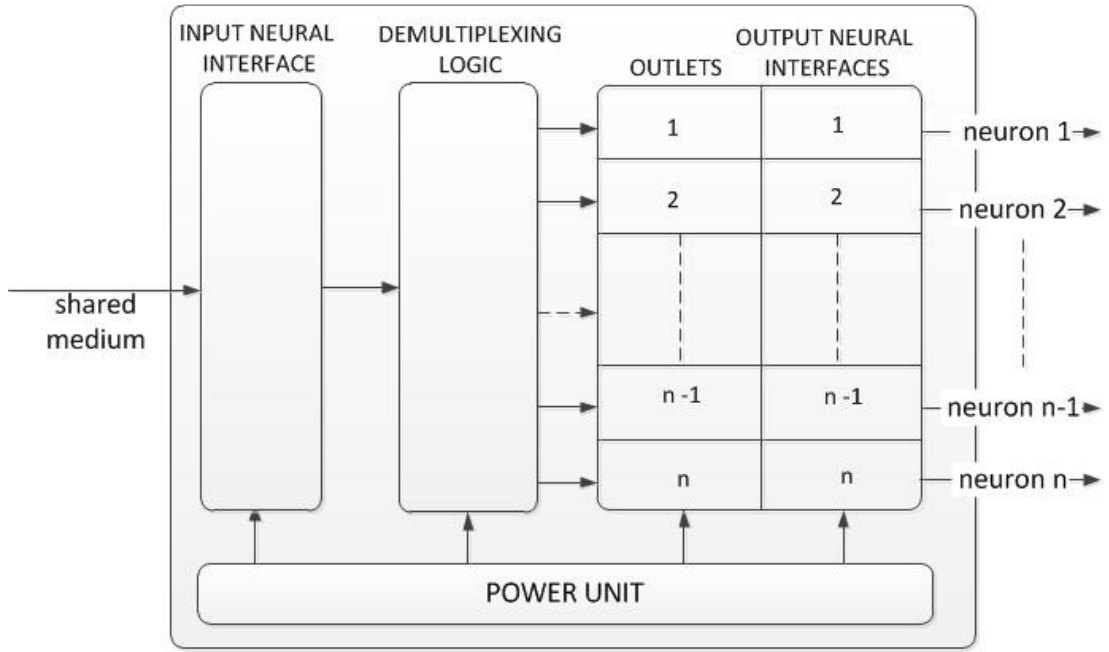 INPUT NEURAL
INTERFACE
DEMULTIPLEXING
LOGIC
OUTLETS
OUTPUT NEURAL
INTERFACES
shared
medium
1
1
neuron 1
2
2
neuron 2
n -1
n -1
neuron n-1
n
n
neuron n
POWER UNIT